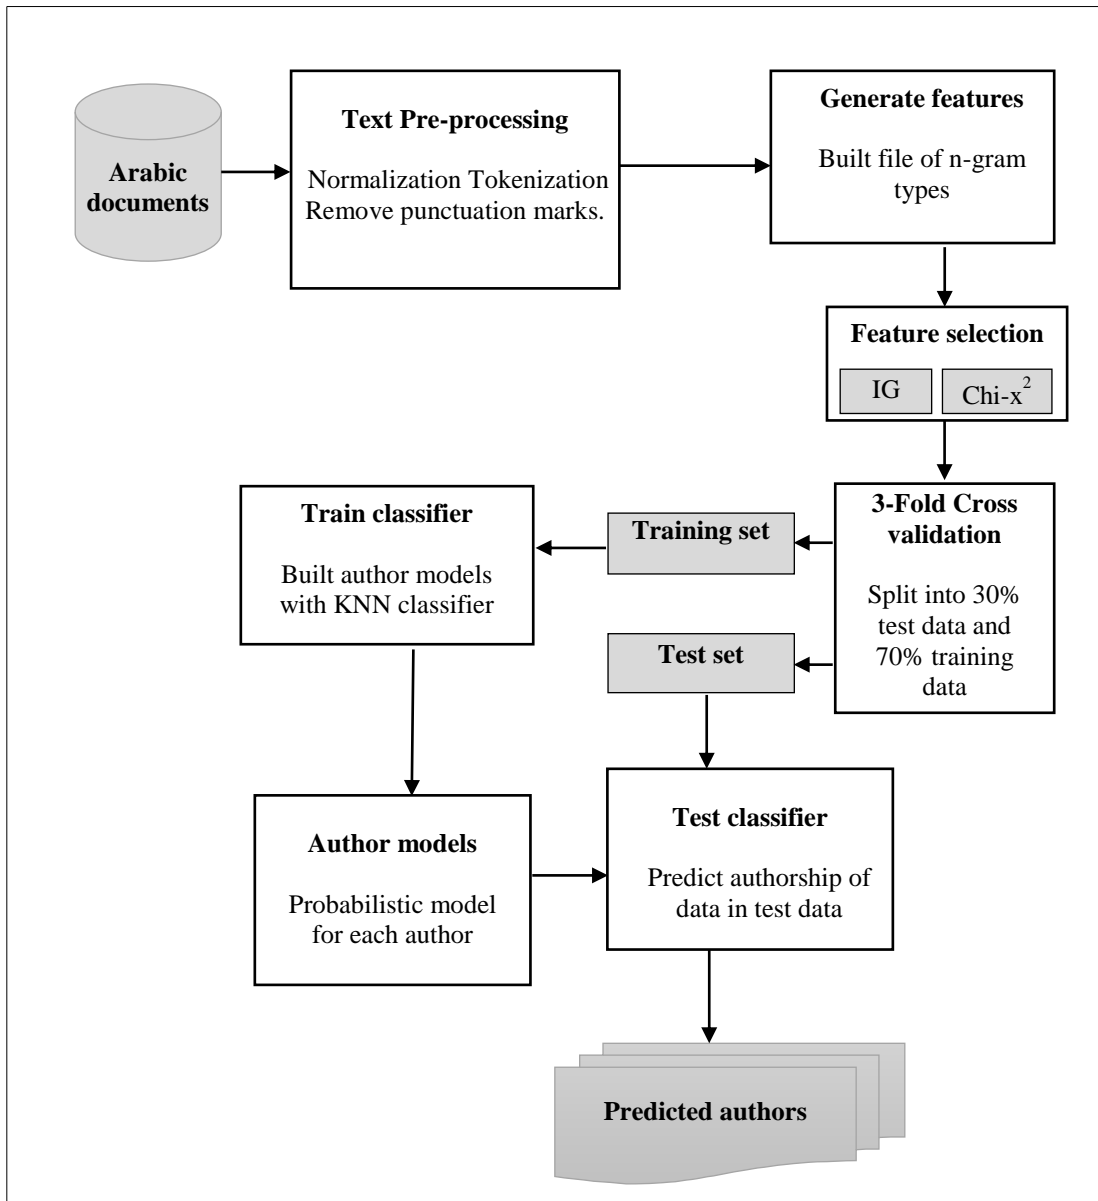 Arabic
documents
Text Pre-processing
Normalization Tokenization
Remove punctuation marks.
Generate features
Built file of n-gram
types
Feature selection
IG
Chi-x²
3-Fold Cross
validation
Split into 30%
test data and
70% training
data
Training set
Test set
Train classifier
Built author models
with KNN classifier
Author models
Probabilistic model
for each author
Test classifier
Predict authorship of
data in test data
Predicted authors